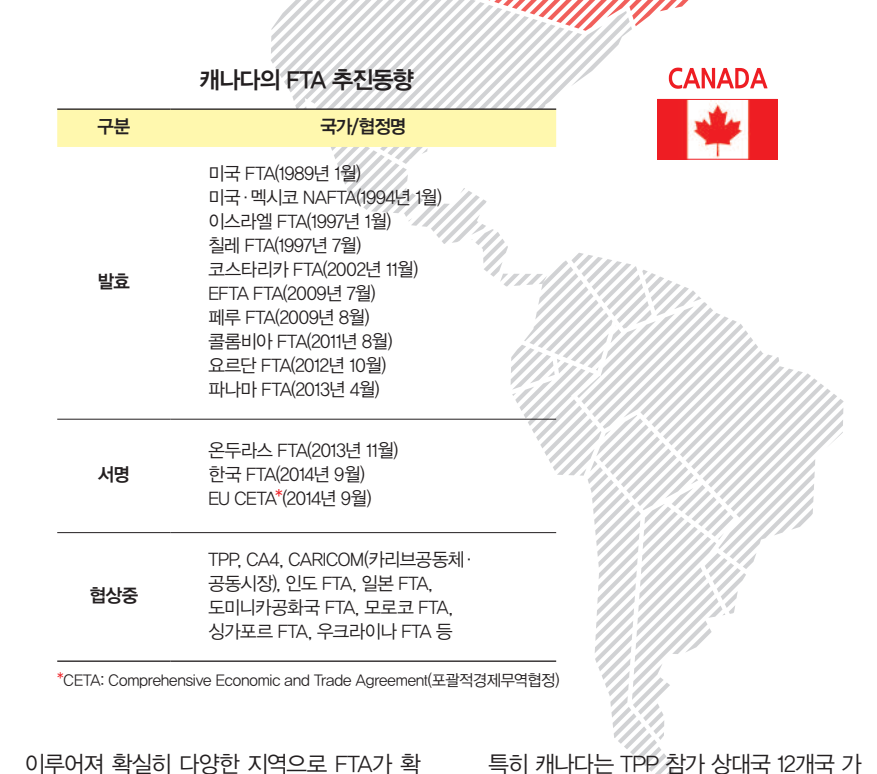 캐나다의 FTA 추진동향
CANADA
구분 국가/협정명
발효
미국 FTA(1989년 1월)
미국·멕시코 NAFTA(1994년 1월)
이스라엘 FTA(1997년 1월)
칠레 FTA(1997년 7월)
코스타리카 FTA(2002년 11월)
EFTA FTA(2009년 7월)
페루 FTA(2009년 8월)
콜롬비아 FTA(2011년 8월)
요르단 FTA(2012년 10월)
파나마 FTA(2013년 4월)
서명
온두라스 FTA(2013년 11월)
한국 FTA(2014년 9월)
EU CETA*(2014년 9월)
협상중
TPP, CA4, CARICOM(카리브공동체·
공동시장), 인도 FTA, 일본 FTA,
도미니카공화국 FTA, 모로코 FTA,
싱가포르 FTA, 우크라이나 FTA 등
*CETA: Comprehensive Economic and Trade Agreement(포괄적경제무역협정)
이루어져 확실히 다양한 지역으로 FTA가 확
특히 캐나다는 TPP 참가 상대국 12개국 가